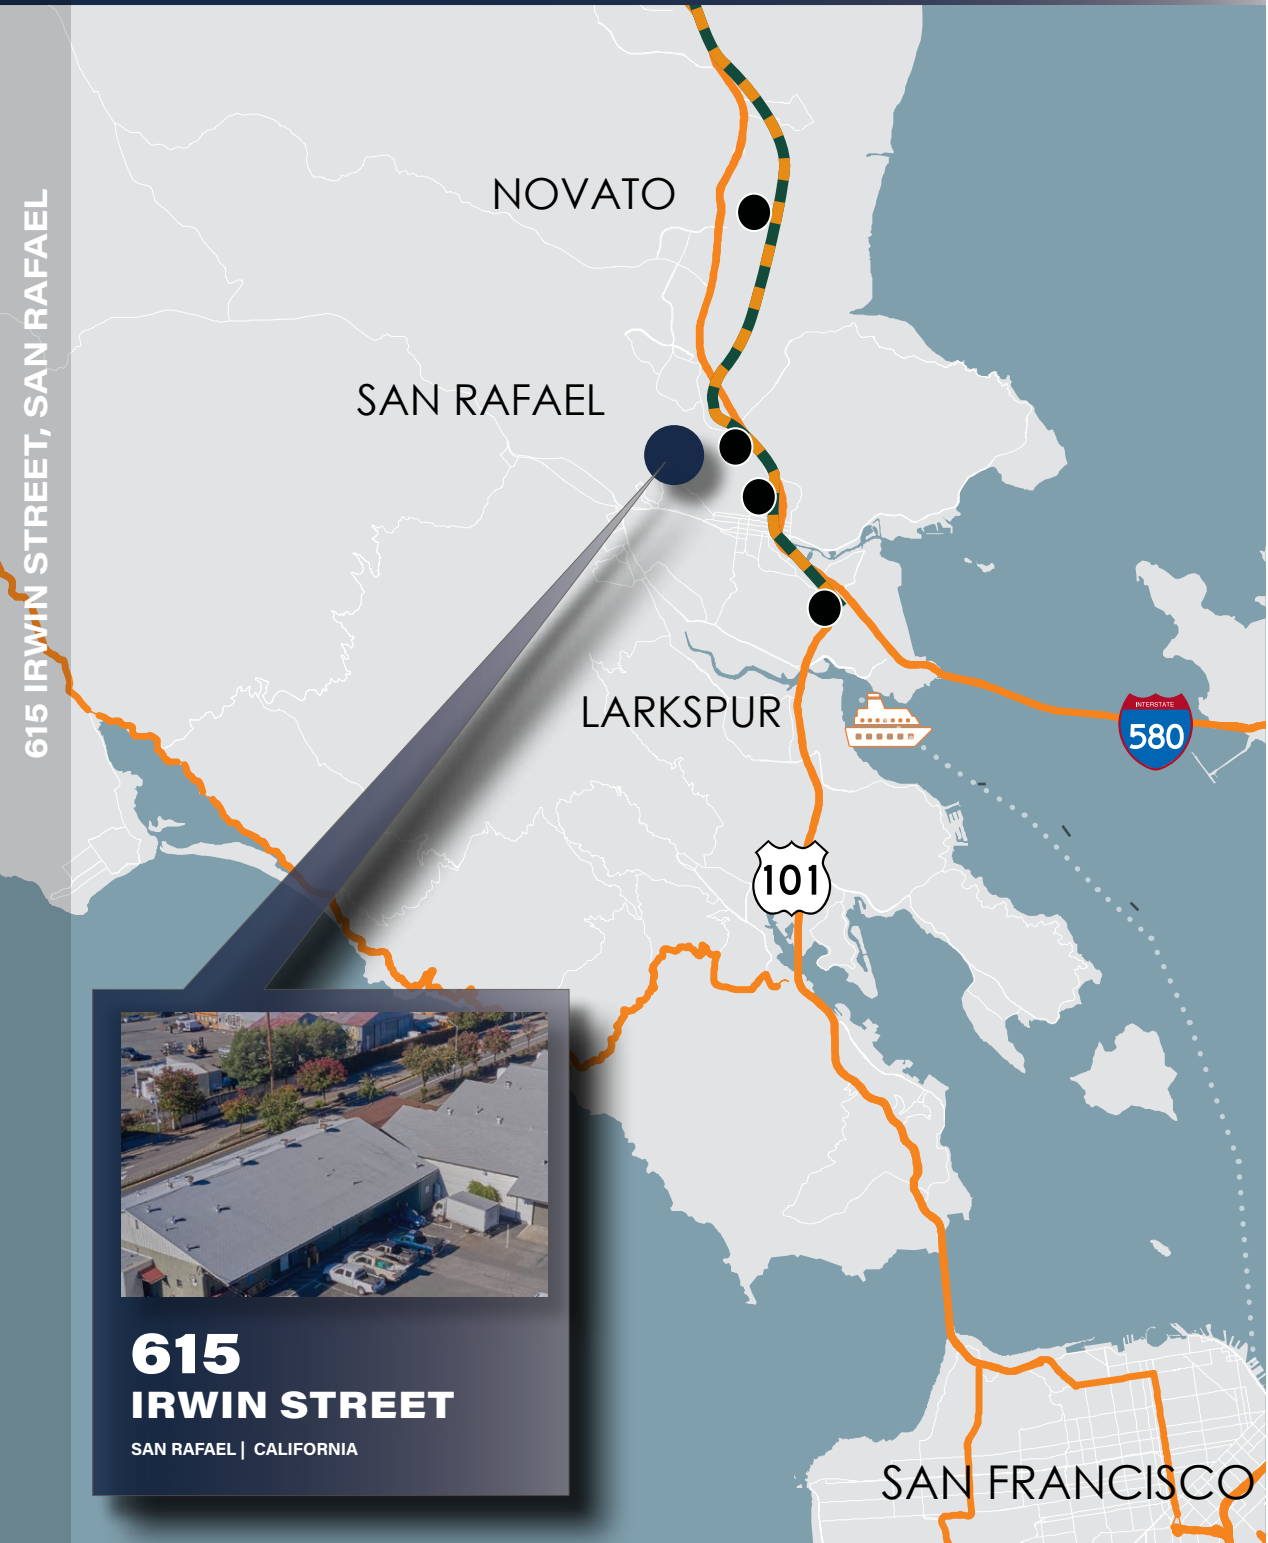 615 IRWIN STREET, SAN RAFAEL
NOVATO
SAN RAFAEL
LARKSPUR
INTERSTATE
580
101
615
IRWIN STREET
SAN RAFAEL | CALIFORNIA
SAN FRANCISCO